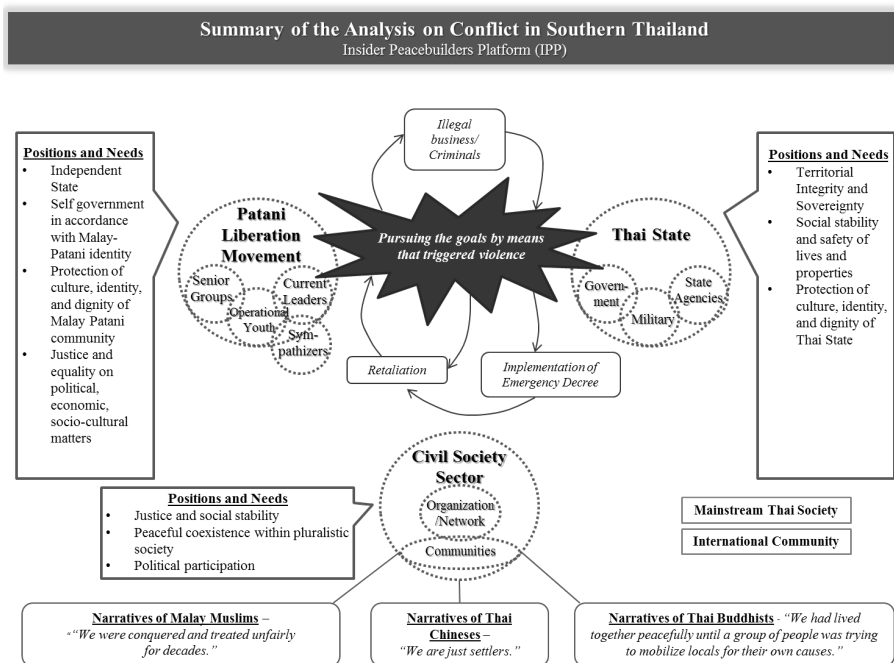 Summary of the Analysis on Conflict in Southern Thailand
Insider Peacebuilders Platform (IPP)
Positions and Needs
• Independent
State
• Self government
in accordance
with Malay-
Patani identity
• Protection of
culture, identity,
and dignity of
Malay Patani
community
• Justice and
equality on
political,
economic,
socio-cultural
matters
Patani
Liberation
Movement
Senior
Groups
Current
Leaders
Operational
Youth
Sym-
pathizers
Illegal
business/
Criminals
Pursuing the goals by means
that triggered violence
Retaliation
Implementation of
Emergency Decree
Thai State
Govern-
ment
State
Agencies
Military
Positions and Needs
• Territorial
Integrity and
Sovereignty
• Social stability
and safety of
lives and
properties
• Protection of
culture, identity,
and dignity of
Thai State
Civil Society
Sector
Organization
/Network
Communities
Positions and Needs
• Justice and social stability
• Peaceful coexistence within pluralistic
society
• Political participation
Mainstream Thai Society
International Community
Narratives of Malay Muslims –
““We were conquered and treated unfairly
for decades.”
Narratives of Thai
Chineses –
“We are just settlers.”
Narratives of Thai Buddhists - “We had lived
together peacefully until a group of people was trying
to mobilize locals for their own causes.”